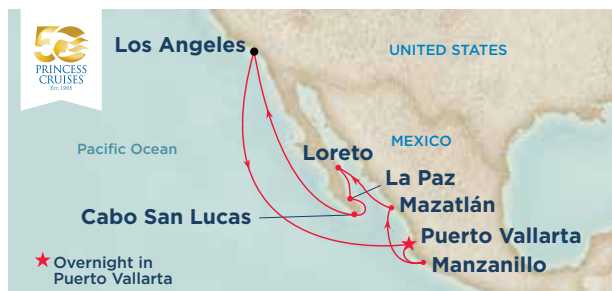 50
PRINCESS
CRUISES
Est. 1965
Los Angeles
UNITED STATES
Pacific Ocean
MEXICO
Loreto
La Paz
Mazatlán
Cabo San Lucas
Puerto Vallarta
Manzanillo
Overnight in
Puerto Vallarta